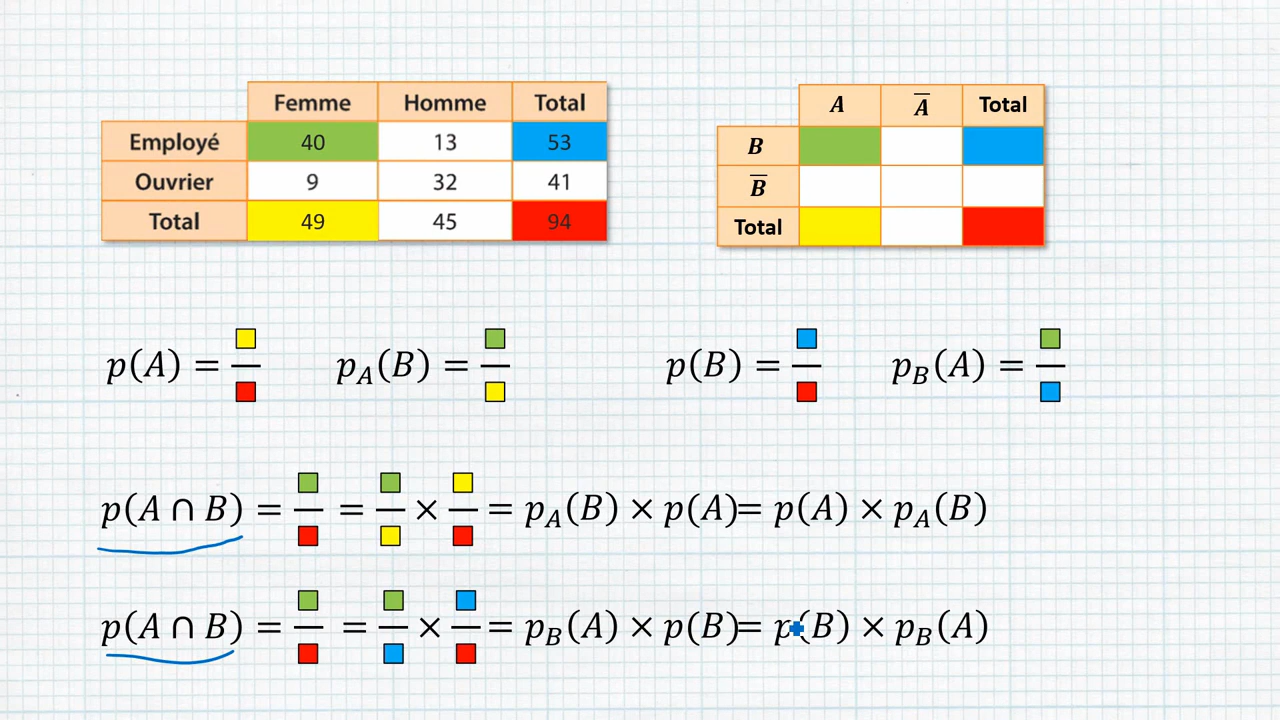 Femme Homme Total
Employé 40 13 53
Ouvrier 9 32 41
Total 49 45 94
A A̅ Total
B
B̅
Total
p(A) = 🟨/🟥 p_A(B) = 🟩/🟨 p(B) = 🟦/🟥 p_B(A) = 🟩/🟦
p(A ∩ B) = 🟩/🟥 = 🟩/🟨 × 🟨/🟥 = p_A(B) × p(A)= p(A) × p_A(B)
p(A ∩ B) = 🟩/🟥 = 🟩/🟦 × 🟦/🟥 = p_B(A) × p(B)= p(B) × p_B(A)